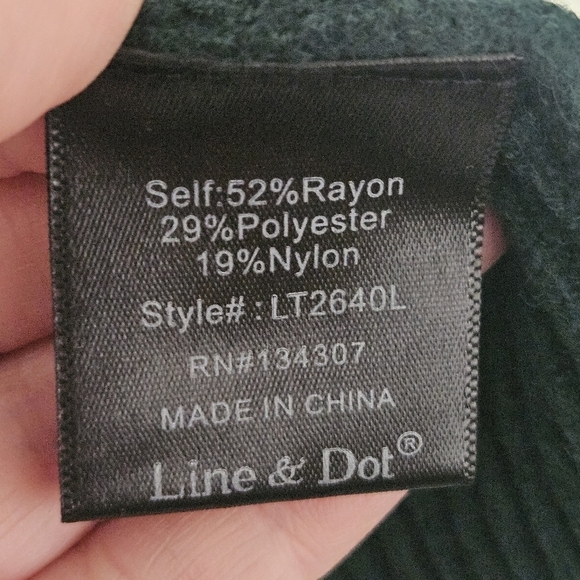 Self:52%Rayon
29%Polyester
19%Nylon
Style#:LT2640L
RN#134307
MADE IN CHINA
Line & Dot®